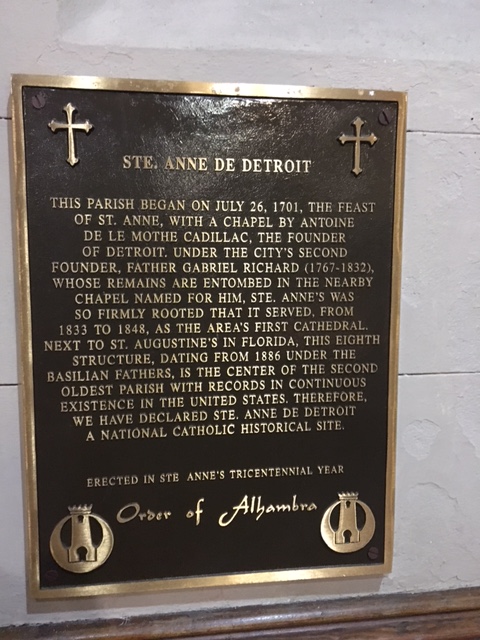 STE. ANNE DE DETROIT
THIS PARISH BEGAN ON JULY 26, 1701, THE FEAST
OF ST. ANNE, WITH A CHAPEL BY ANTOINE
DE LE MOTHE CADILLAC, THE FOUNDER
OF DETROIT. UNDER THE CITY'S SECOND
FOUNDER, FATHER GABRIEL RICHARD (1767-1832),
WHOSE REMAINS ARE ENTOMBED IN THE NEARBY
CHAPEL NAMED FOR HIM, STE. ANNE'S WAS
SO FIRMLY ROOTED THAT IT SERVED, FROM
1833 TO 1848, AS THE AREA'S FIRST CATHEDRAL.
NEXT TO ST. AUGUSTINE'S IN FLORIDA, THIS EIGHTH
STRUCTURE, DATING FROM 1886 UNDER THE
BASILIAN FATHERS, IS THE CENTER OF THE SECOND
OLDEST PARISH WITH RECORDS IN CONTINUOUS
EXISTENCE IN THE UNITED STATES. THEREFORE,
WE HAVE DECLARED STE. ANNE DE DETROIT
A NATIONAL CATHOLIC HISTORICAL SITE.
ERECTED IN STE ANNE'S TRICENTENNIAL YEAR
Order of Alhambra